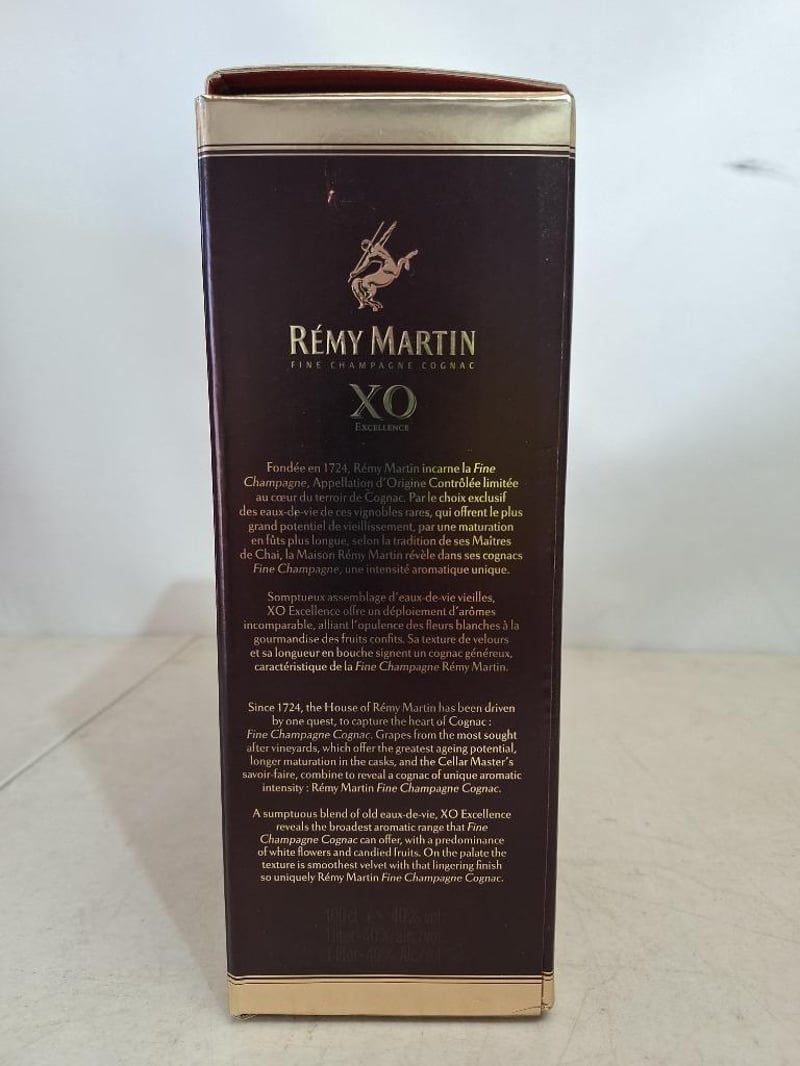 RÉMY MARTIN
FINE CHAMPAGNE COGNAC
XO
EXCELLENCE
Fondée en 1724, Rémy Martin incarne la Fine
Champagne, Appellation d'Origine Contrôlée limitée
au cœur du terroir de Cognac. Par le choix exclusif
des eaux-de-vie de ces vignobles rares, qui offrent le plus
grand potentiel de vieillissement, par une maturation
en fûts plus longue, selon la tradition de ses Maîtres
de Chai, la Maison Rémy Martin révèle dans ses cognacs
Fine Champagne, une intensité aromatique unique.
Somptueux assemblage d'eaux-de-vie vieilles,
XO Excellence offre un déploiement d'arômes
incomparable, alliant l'opulence des fleurs blanches à la
gourmandise des fruits confits. Sa texture de velours
et sa longueur en bouche signent un cognac généreux,
caractéristique de la Fine Champagne Rémy Martin.
Since 1724, the House of Rémy Martin has been driven
by one quest, to capture the heart of Cognac :
Fine Champagne Cognac. Grapes from the most sought
after vineyards, which offer the greatest ageing potential,
longer maturation in the casks, and the Cellar Master's
savoir-faire, combine to reveal a cognac of unique aromatic
intensity : Rémy Martin Fine Champagne Cognac.
A sumptuous blend of old eaux-de-vie, XO Excellence
reveals the broadest aromatic range that Fine
Champagne Cognac can offer, with a predominance
of white flowers and candied fruits. On the palate the
texture is smoothest velvet with that lingering finish
so uniquely Rémy Martin Fine Champagne Cognac.
100cl e 40% vol
1 liter-40% alc./vol